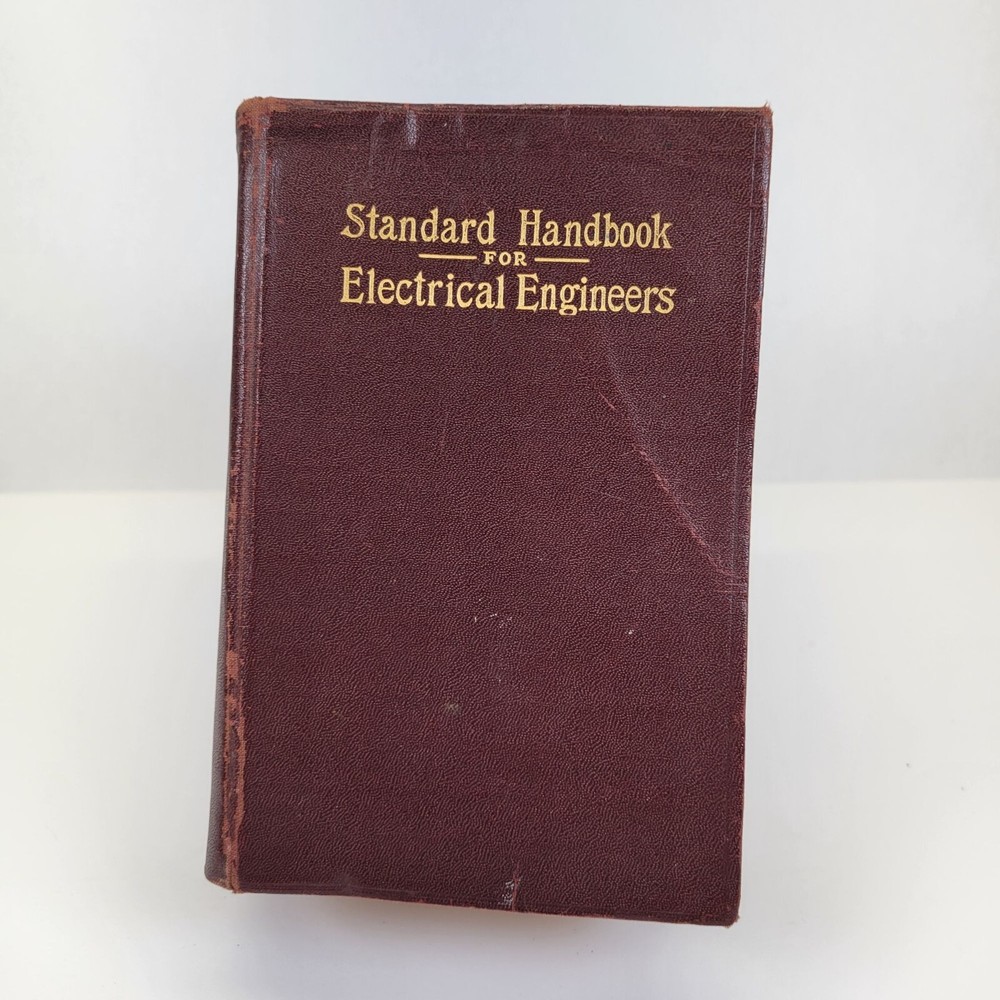 Standard Handbook
FOR
Electrical Engineers